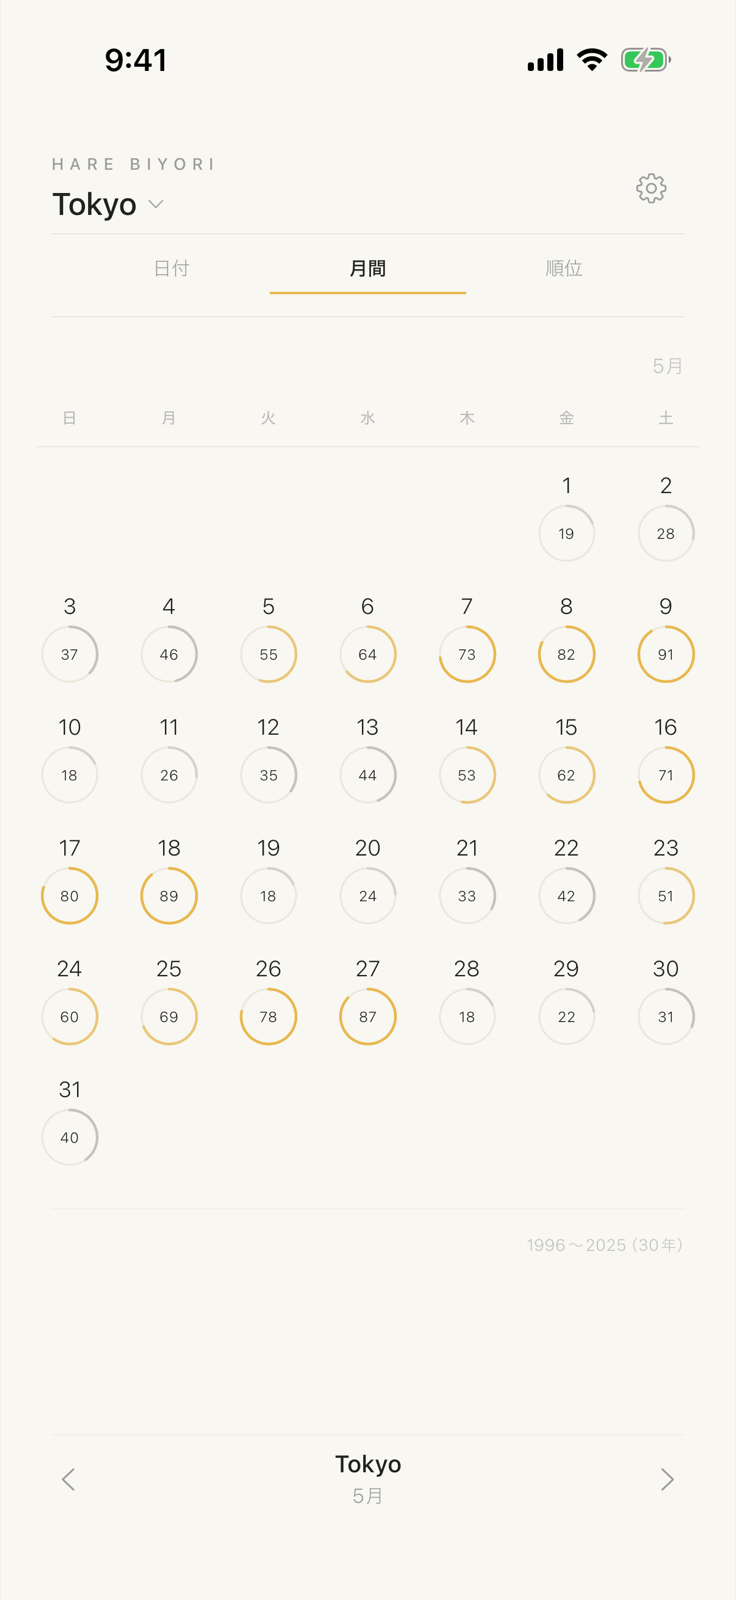 9:41
HARE BIYORI
Tokyo
日付 月間 順位
5月
日 月 火 水 木 金 土
1 2
19 28
3 4 5 6 7 8 9
37 46 55 64 73 82 91
10 11 12 13 14 15 16
18 26 35 44 53 62 71
17 18 19 20 21 22 23
80 89 18 24 33 42 51
24 25 26 27 28 29 30
60 69 78 87 18 22 31
31
40
1996〜2025（30年）
Tokyo
5月